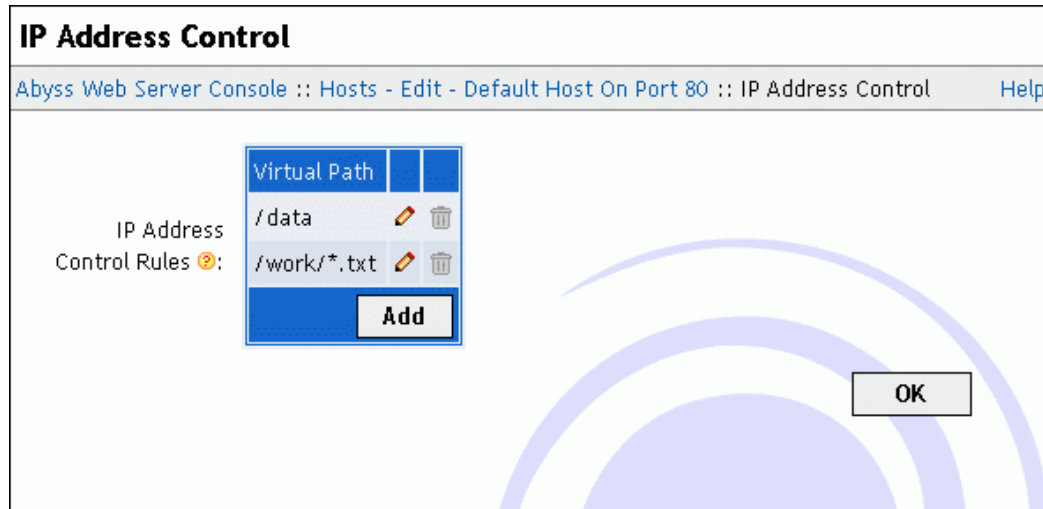 IP Address Control
Abyss Web Server Console :: Hosts - Edit - Default Host On Port 80 :: IP Address Control Help
Virtual Path
/data
/work/*.txt
IP Address
Control Rules ?:
Add
OK